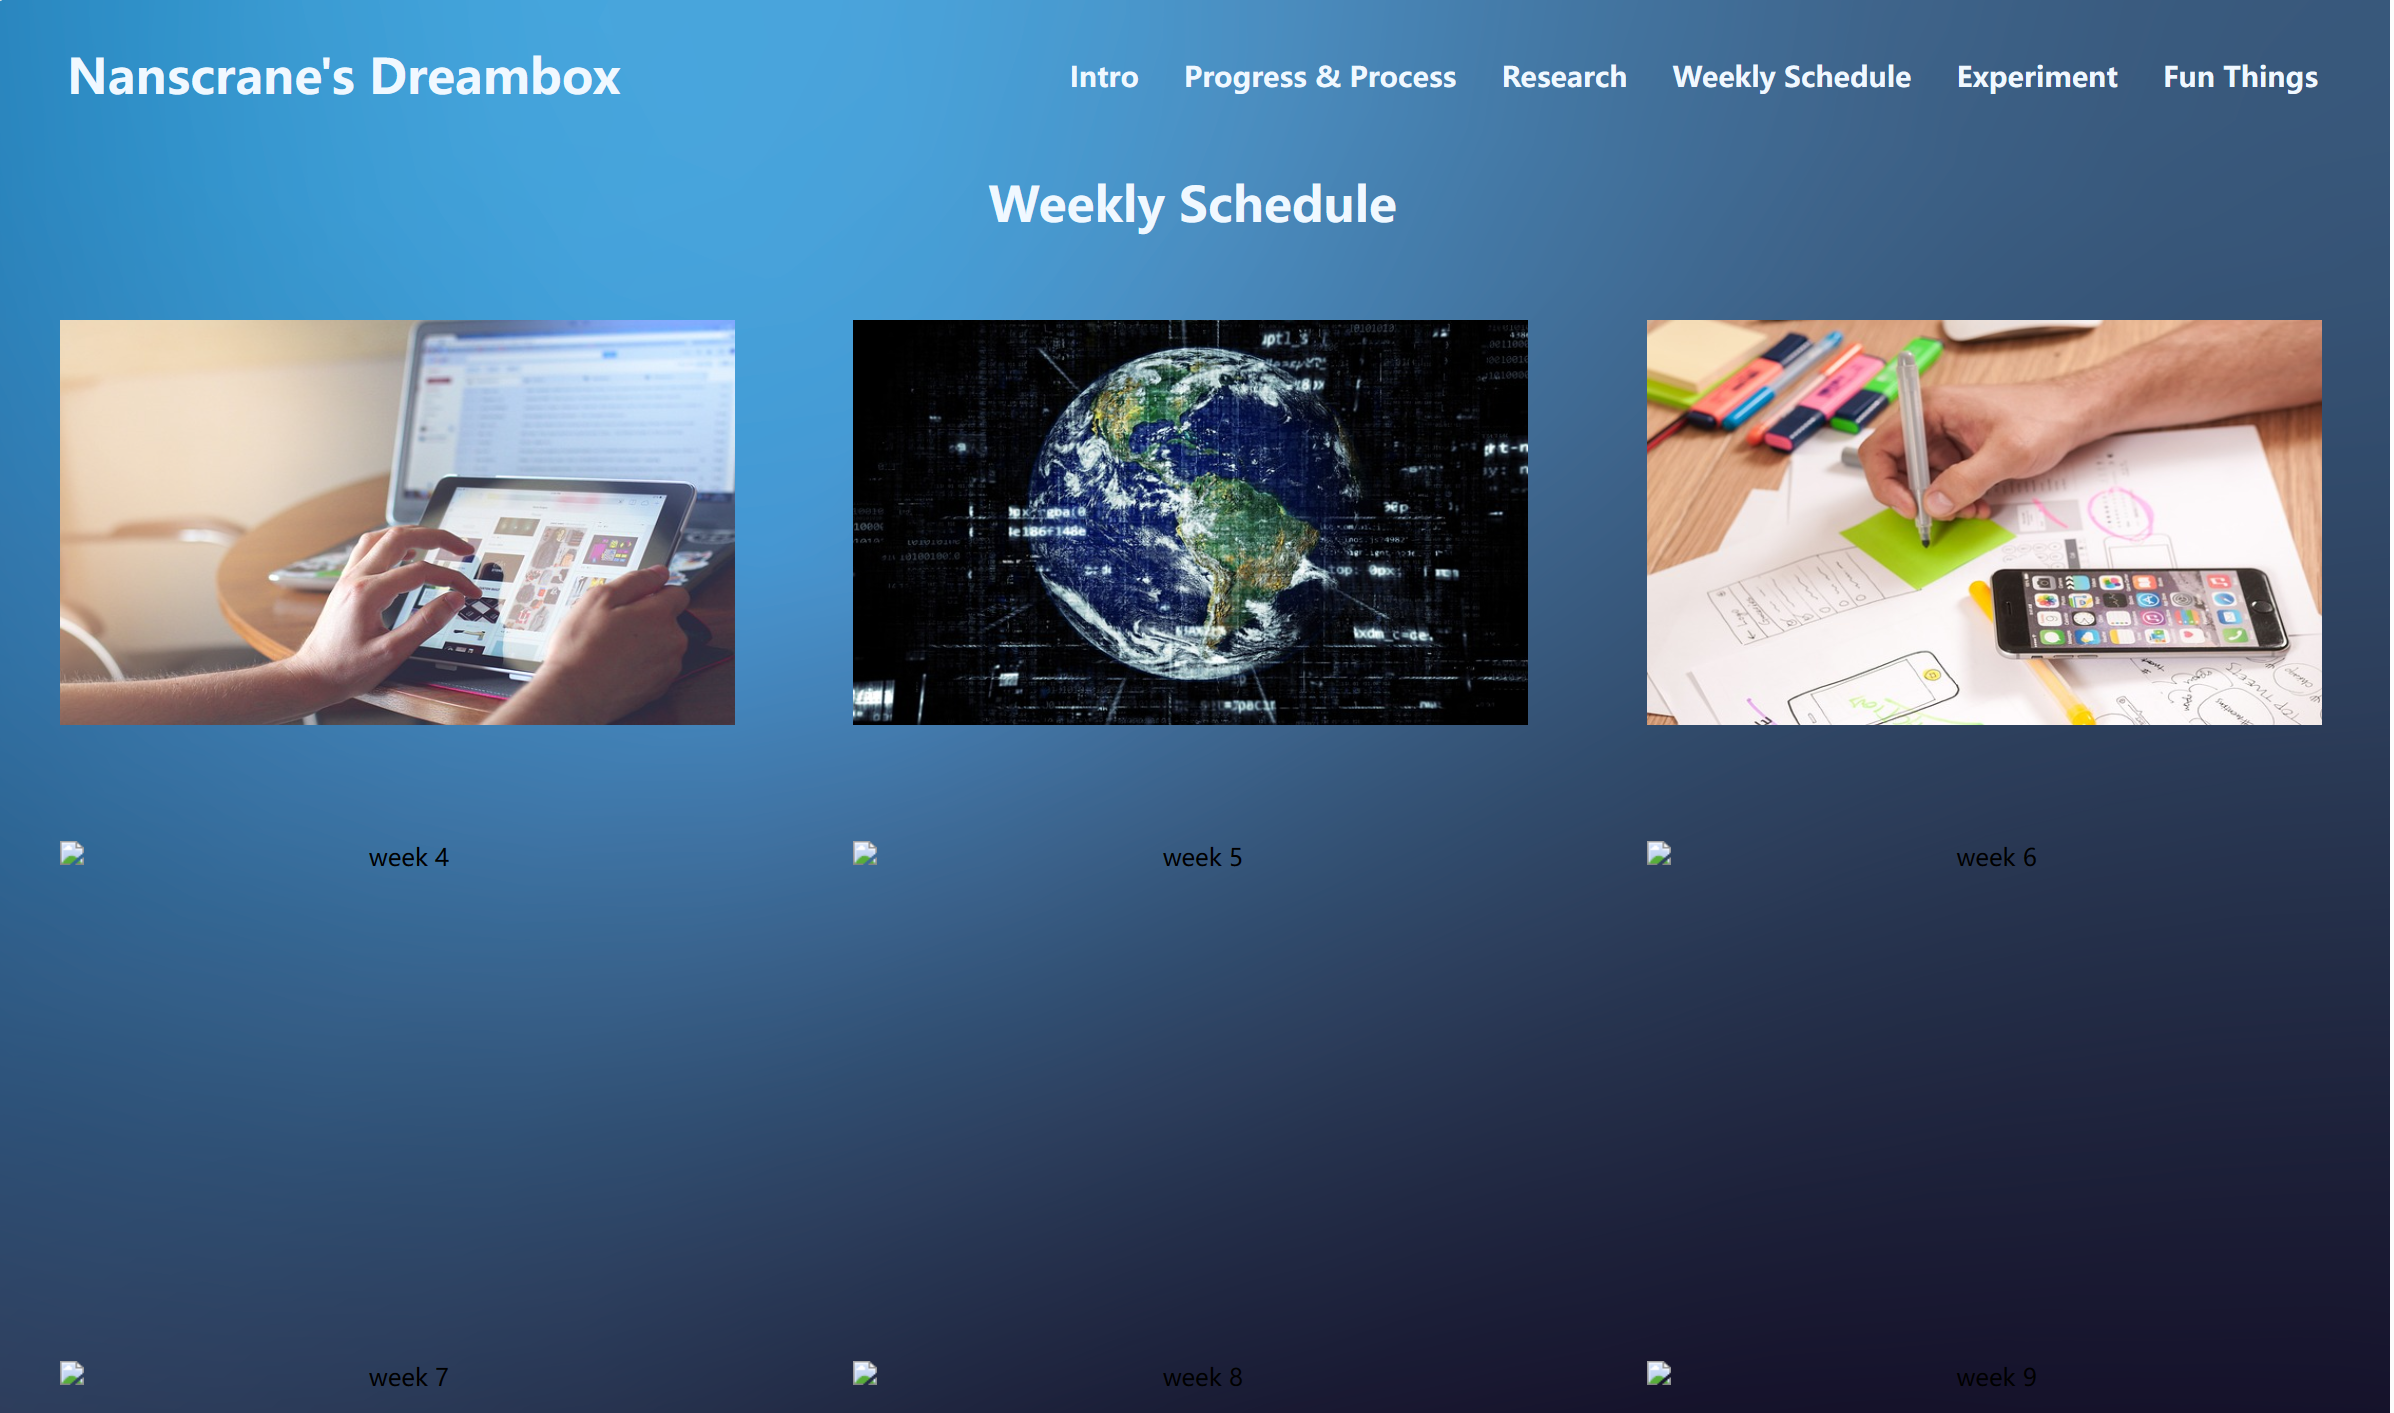 Nanscrane's Dreambox
Intro Progress & Process Research Weekly Schedule Experiment Fun Things
Weekly Schedule
week 4 week 5 week 6
week 7 week 8 week 9